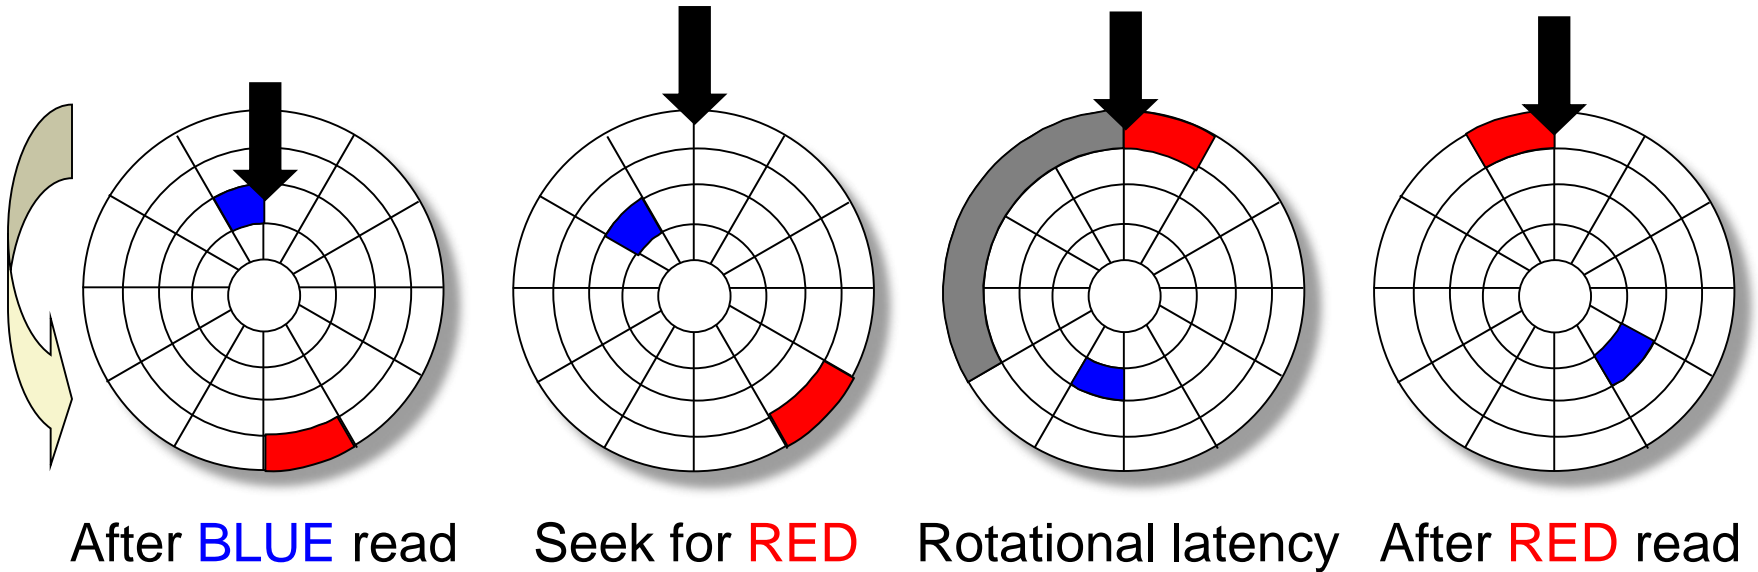 After BLUE read
Seek for RED
Rotational latency
After RED read